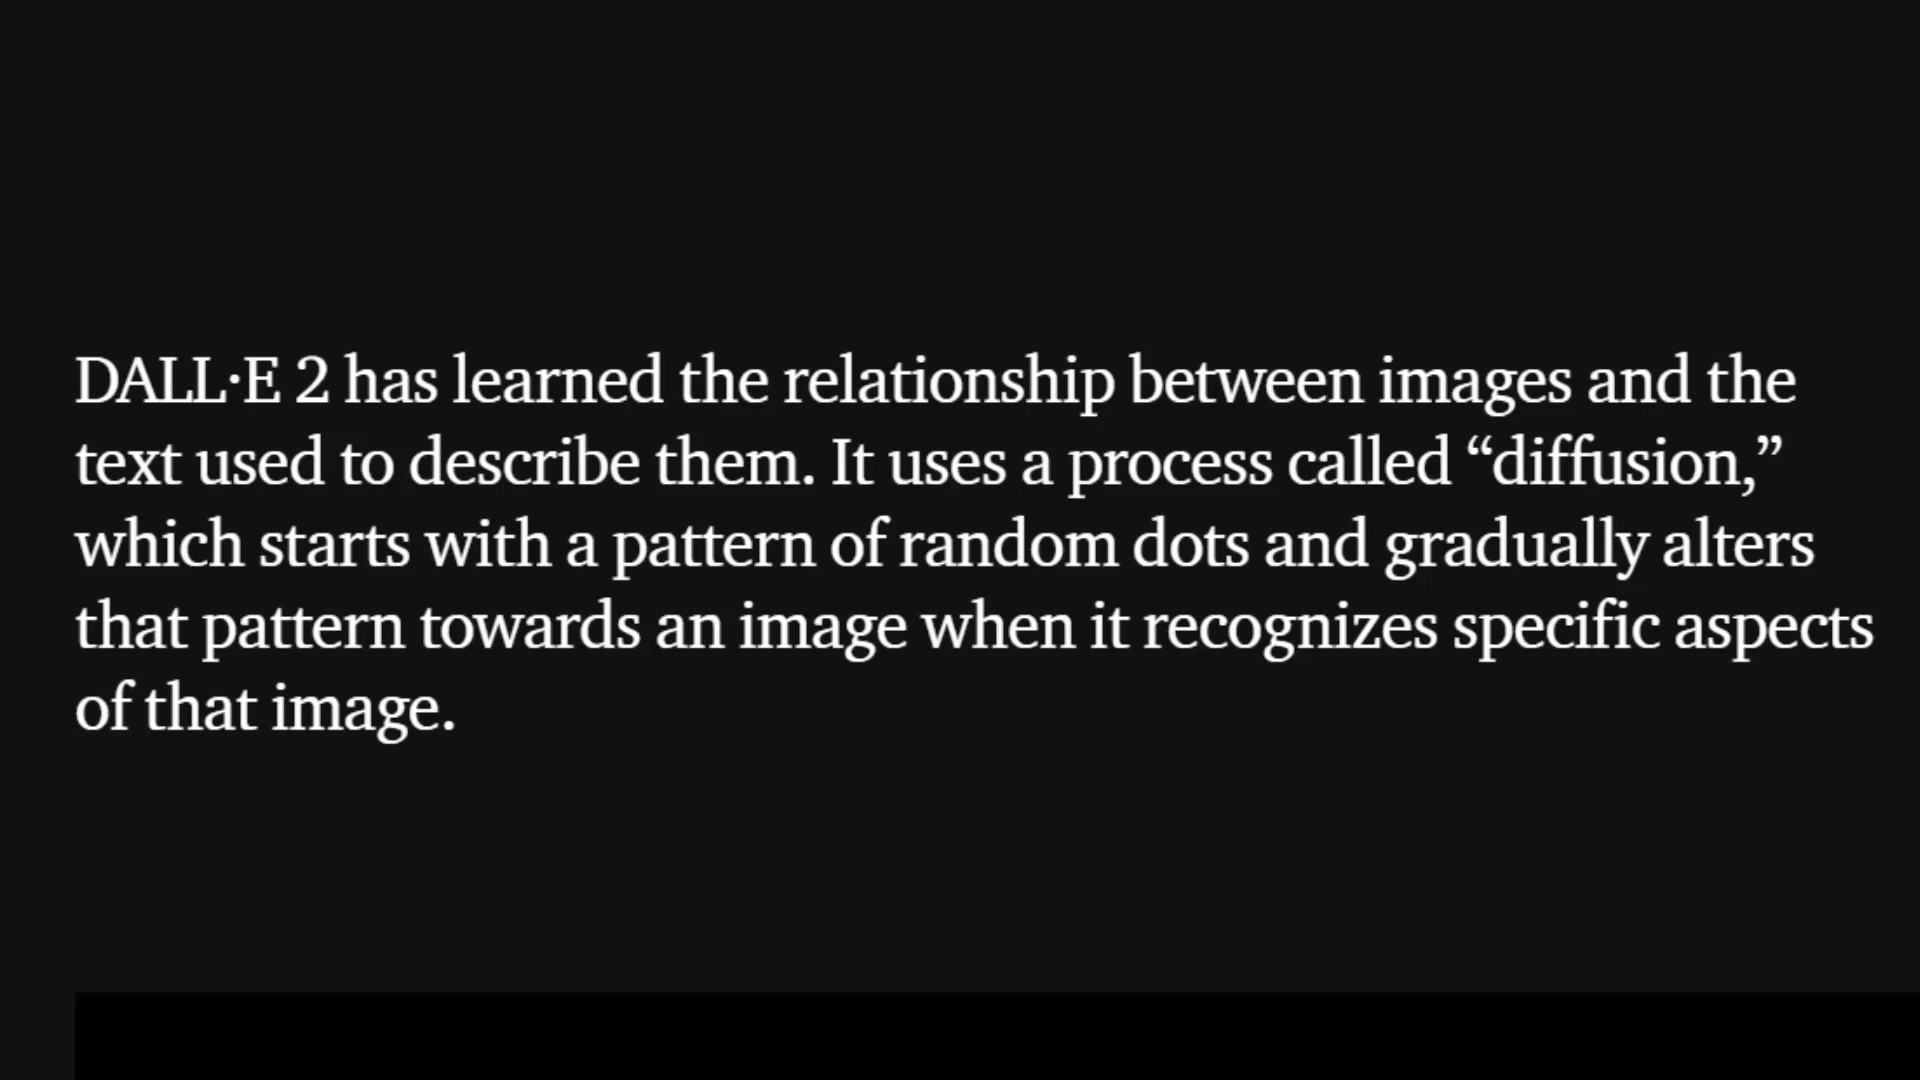 DALL·E 2 has learned the relationship between images and the
text used to describe them. It uses a process called “diffusion,”
which starts with a pattern of random dots and gradually alters
that pattern towards an image when it recognizes specific aspects
of that image.